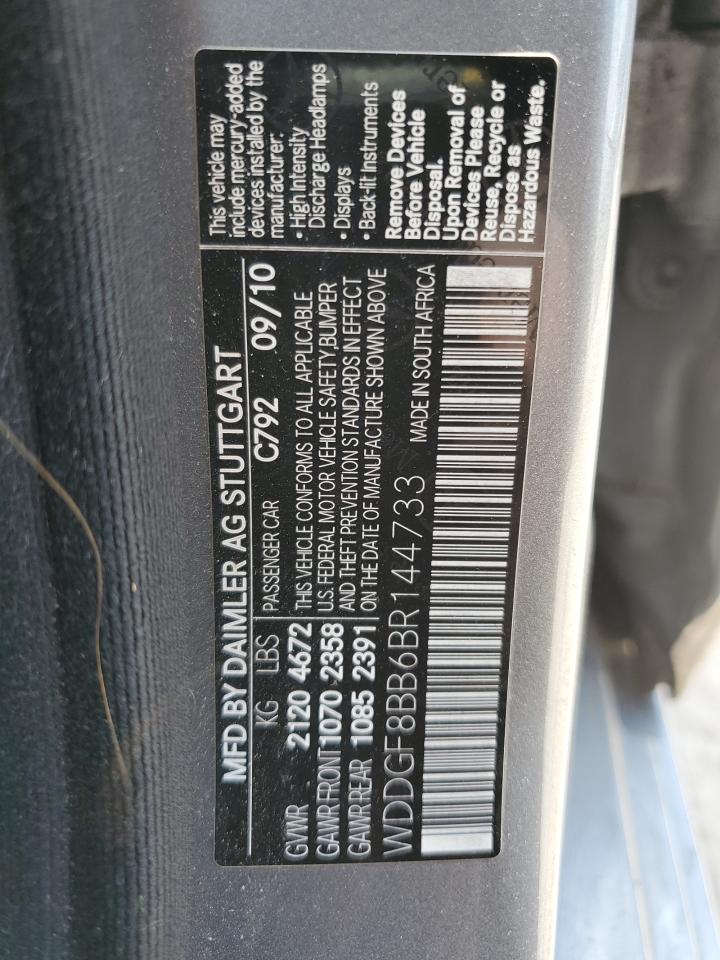 MFD BY DAIMLER AG STUTTGART
KG LBS PASSENGER CAR C792 09/10
GVWR 2120 4672
GAWR FRONT 1070 2358
GAWR REAR 1085 2391
THIS VEHICLE CONFORMS TO ALL APPLICABLE
U.S. FEDERAL MOTOR VEHICLE SAFETY, BUMPER
AND THEFT PREVENTION STANDARDS IN EFFECT
ON THE DATE OF MANUFACTURE SHOWN ABOVE
WDDGF8BB6BR144733 MADE IN SOUTH AFRICA
This vehicle may
include mercury-added
devices installed by the
manufacturer:
• High Intensity
Discharge Headlamps
• Displays
• Back-lit Instruments
Remove Devices
Before Vehicle
Disposal.
Upon Removal of
Devices Please
Reuse, Recycle or
Dispose as
Hazardous Waste.